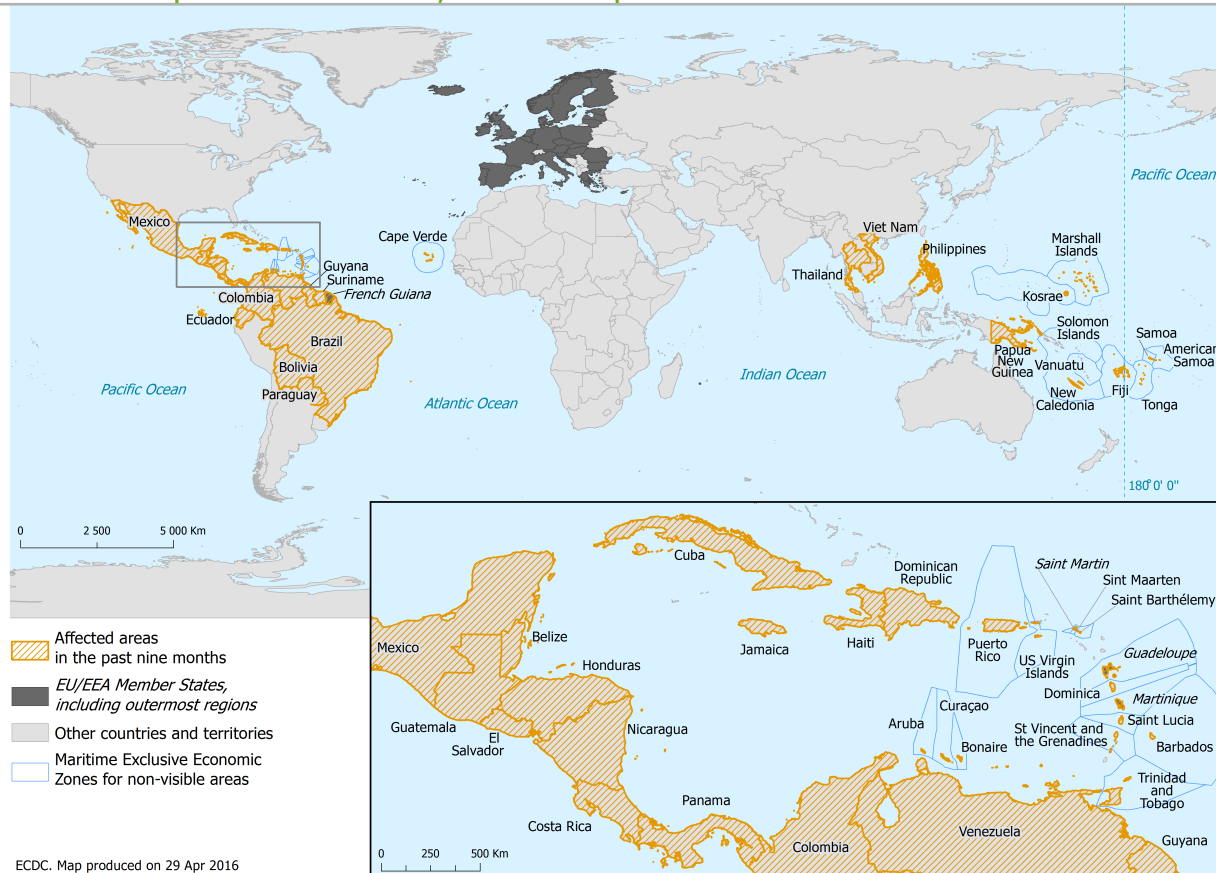 Pacific Ocean
Mexico
Cape Verde
Viet Nam
Philippines
Thailand
Marshall
Islands
Kosrae
Guyana
Suriname
French Guiana
Colombia
Ecuador
Brazil
Bolivia
Paraguay
Solomon
Islands
Samoa
American
Samoa
Papua
New
Guinea
Vanuatu
New
Caledonia
Fiji
Tonga
Pacific Ocean
Atlantic Ocean
Indian Ocean
180°0' 0"
0 2 500 5 000 Km
Affected areas
in the past nine months
EU/EEA Member States,
including outermost regions
Other countries and territories
Maritime Exclusive Economic
Zones for non-visible areas
ECDC. Map produced on 29 Apr 2016
Cuba
Dominican
Republic
Saint Martin
Sint Maarten
Saint Barthélemy
Mexico
Belize
Jamaica
Haiti
Puerto
Rico
US Virgin
Islands
Guadeloupe
Honduras
Dominica
Martinique
Guatemala
El
Salvador
Nicaragua
Aruba
Curaçao
Bonaire
St Vincent and
the Grenadines
Saint Lucia
Barbados
Trinidad
and
Tobago
Panama
Costa Rica
Colombia
Venezuela
Guyana
0 250 500 Km